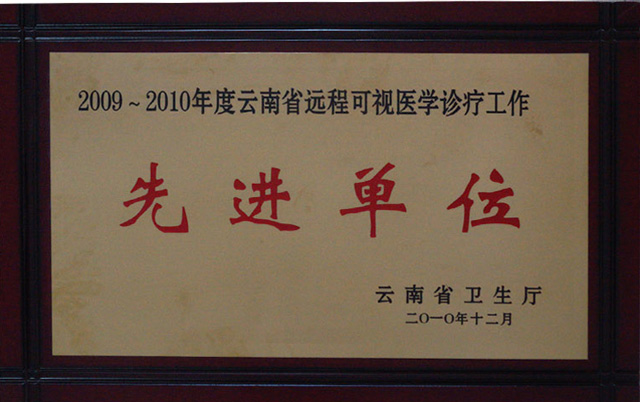 2009～2010年度云南省远程可视医学诊疗工作
先进单位
云南省卫生厅
二〇一〇年十二月